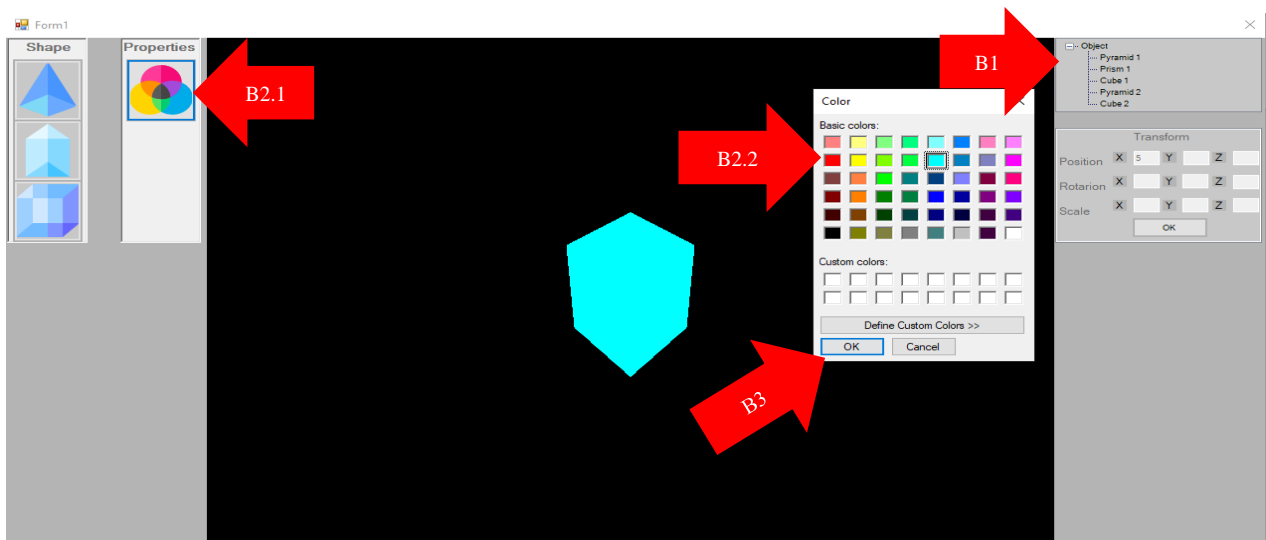 Form1
Shape
Properties
B2.1
B1
Object
Pyramid 1
Prism 1
Cube 1
Pyramid 2
Cube 2
Color
Basic colors:
B2.2
Custom colors:
Define Custom Colors >>
OK Cancel
B3
Transform
Position X 5 Y Z
Rotarion X Y Z
Scale X Y Z
OK